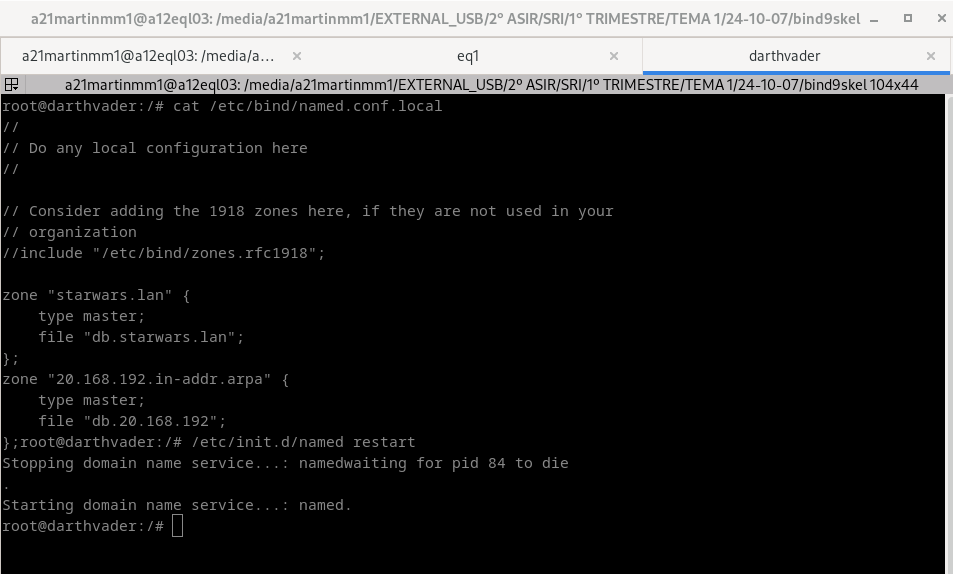 a21martinmm1@a12eql03: /media/a21martinmm1/EXTERNAL_USB/2º ASIR/SRI/1º TRIMESTRE/TEMA 1/24-10-07/bind9skel
a21martinmm1@a12eql03: /media/a...
eq1
darthvader
a21martinmm1@a12eql03: /media/a21martinmm1/EXTERNAL_USB/2º ASIR/SRI/1º TRIMESTRE/TEMA 1/24-10-07/bind9skel 104x44
root@darthvader:/# cat /etc/bind/named.conf.local
//
// Do any local configuration here
//
// Consider adding the 1918 zones here, if they are not used in your
// organization
//include "/etc/bind/zones.rfc1918";
zone "starwars.lan" {
    type master;
    file "db.starwars.lan";
};
zone "20.168.192.in-addr.arpa" {
    type master;
    file "db.20.168.192";
};root@darthvader:/# /etc/init.d/named restart
Stopping domain name service...: namedwaiting for pid 84 to die
.
Starting domain name service...: named.
root@darthvader:/#